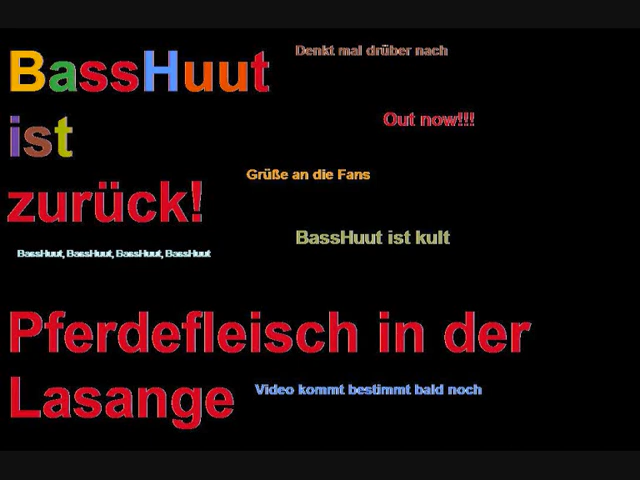 BassHuut
Denkt mal drüber nach
Out now!!!
ist
Grüße an die Fans
zurück!
BassHuut ist kult
BassHuut, BassHuut, BassHuut, BassHuut
Pferdefleisch in der
Lasange
Video kommt bestimmt bald noch